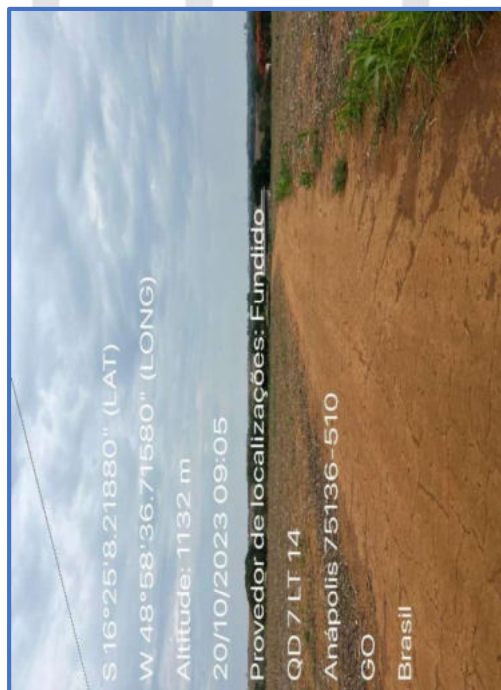 S 16°25'8.21880" (LAT)
W 48°58'36.71580" (LONG)
Altitude: 1132 m
20/10/2023 09:05
Provedor de localizações: Fundido
QD 7 LT 14
Anápolis 75136-510
GO
Brasil